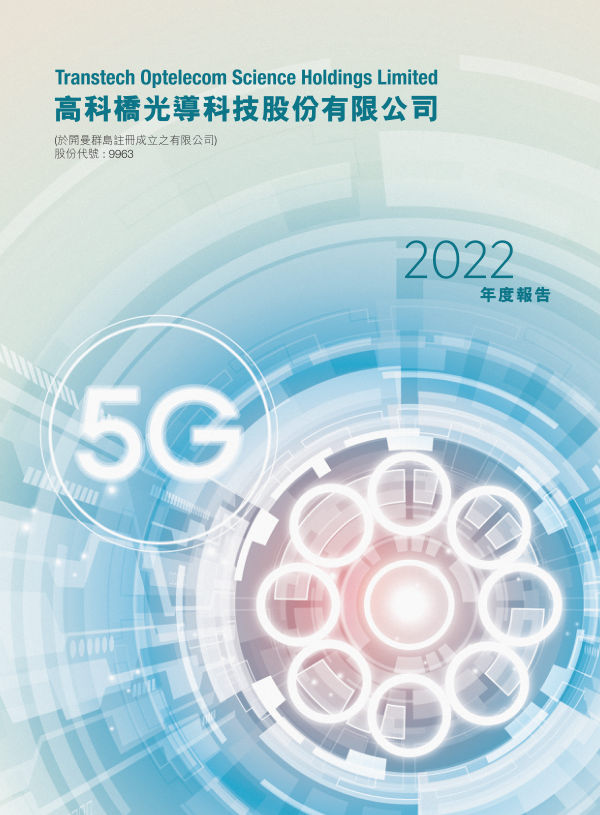 Transtech Optelecom Science Holdings Limited
高科橋光導科技股份有限公司
(於開曼群島註冊成立之有限公司)
股份代號 : 9963
2022
年度報告
5G